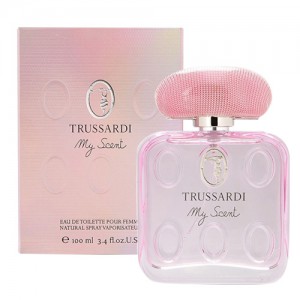 TRUSSARDI
My Scent
EAU DE TOILETTE POUR FEMME
NATURAL SPRAY VAPORISATEUR
100 ml 3.4 fl.oz.U.S
TRUSSARDI
My Scent